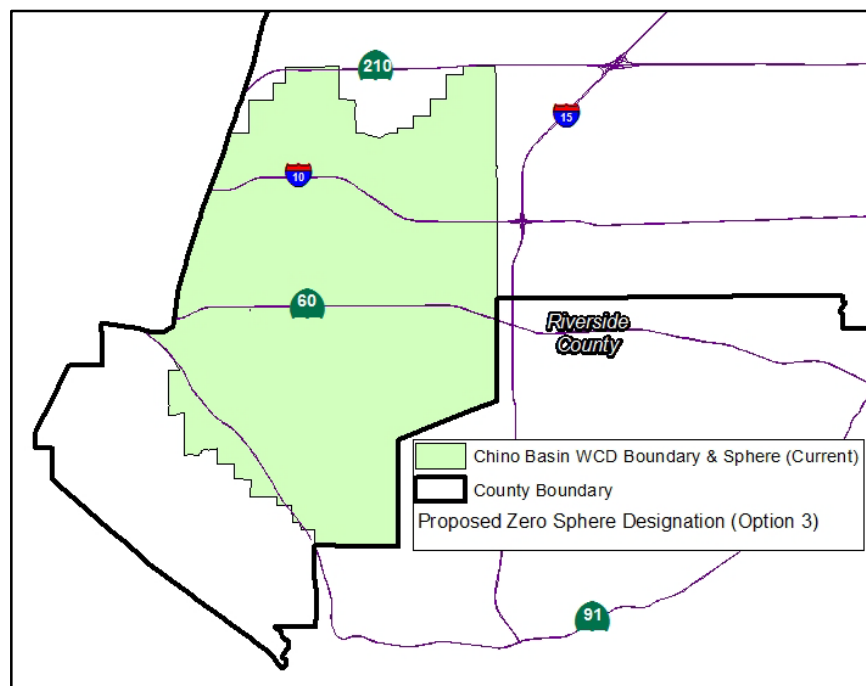 210
15
10
60
Riverside
County
Chino Basin WCD Boundary & Sphere (Current)
County Boundary
Proposed Zero Sphere Designation (Option 3)
91